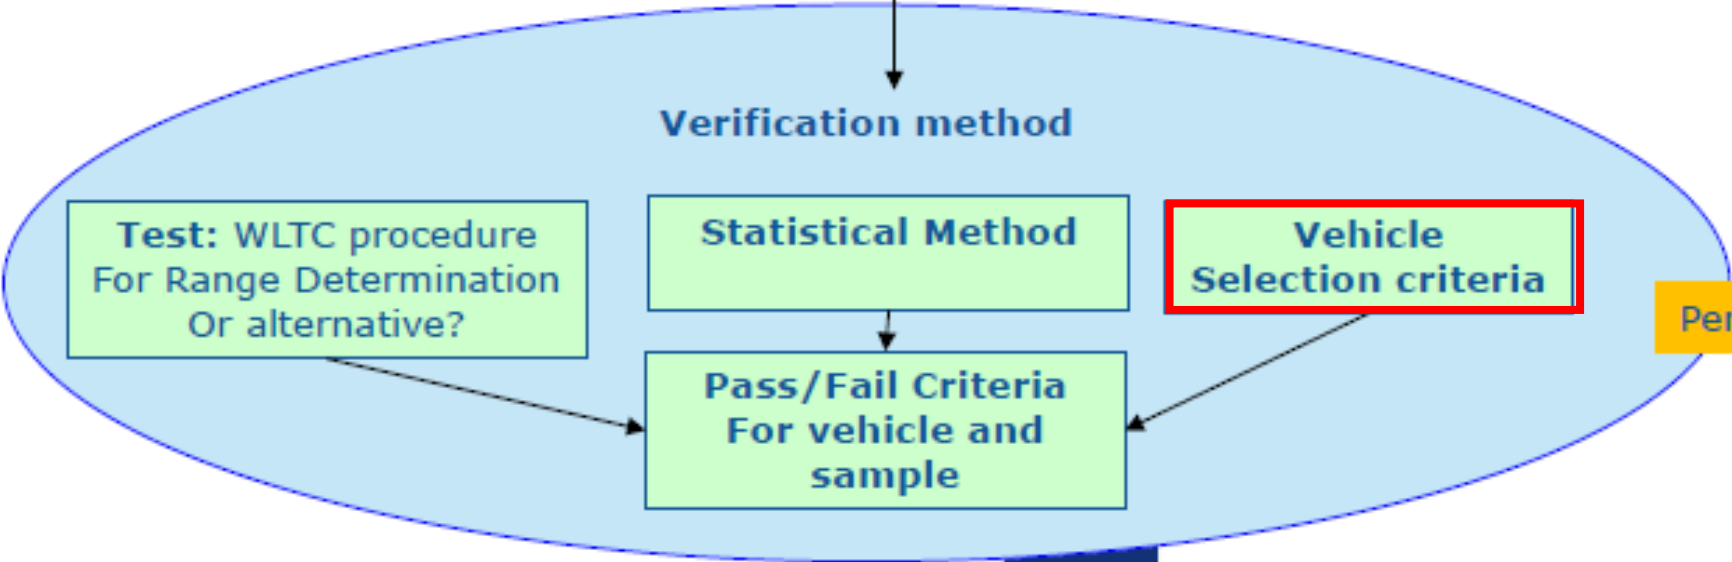 Verification method
Test: WLTC procedure
For Range Determination
Or alternative?
Statistical Method
Vehicle
Selection criteria
Pass/Fail Criteria
For vehicle and
sample